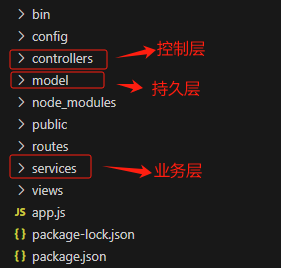 bin
config
controllers
控制层
model
持久层
node_modules
public
routes
services
业务层
views
JS app.js
{} package-lock.json
{} package.json